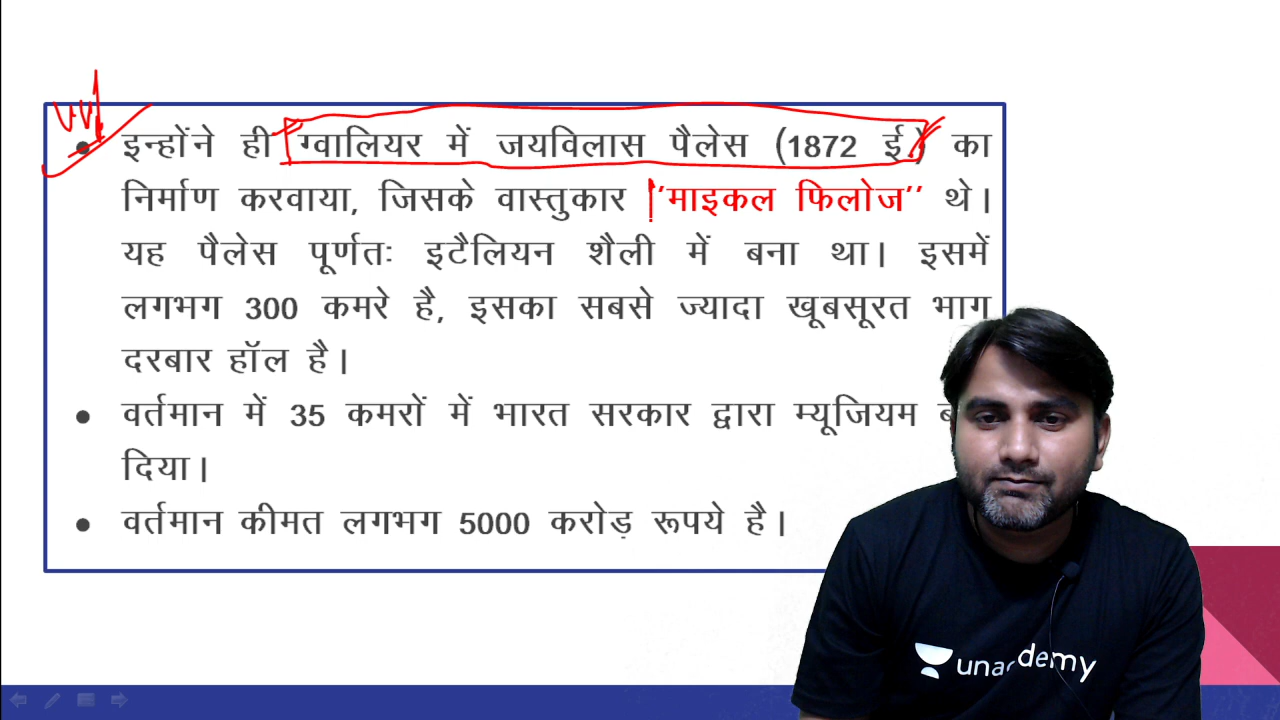 इन्होंने ही ग्वालियर में जयविलास पैलेस (1872 ई.) का
निर्माण करवाया, जिसके वास्तुकार ''माइकल फिलोज'' थे।
यह पैलेस पूर्णतः इटैलियन शैली में बना था। इसमें
लगभग 300 कमरे है, इसका सबसे ज्यादा खूबसूरत भाग
दरबार हॉल है।
• वर्तमान में 35 कमरों में भारत सरकार द्वारा म्यूजियम
दिया।
• वर्तमान कीमत लगभग 5000 करोड़ रूपये है।
unacademy